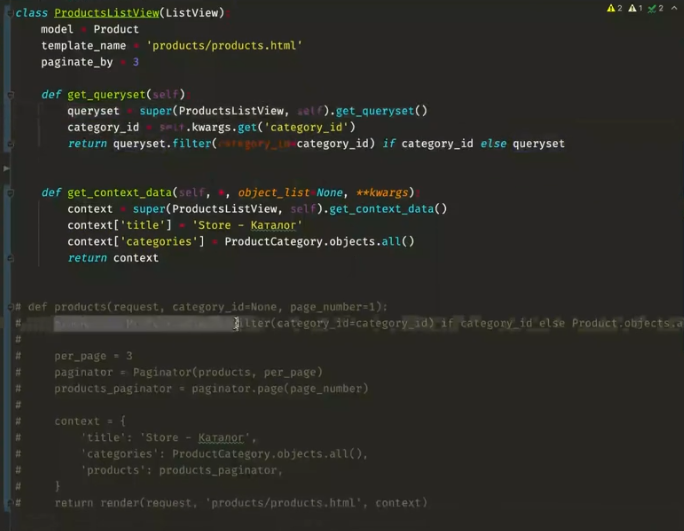 class ProductsListView(ListView):
    model = Product
    template_name = 'products/products.html'
    paginate_by = 3
    def get_queryset(self):
        queryset = super(ProductsListView, self).get_queryset()
        category_id = self.kwargs.get('category_id')
        return queryset.filter(category_id=category_id) if category_id else queryset
    def get_context_data(self, *, object_list=None, **kwargs):
        context = super(ProductsListView, self).get_context_data()
        context['title'] = 'Store - Каталог'
        context['categories'] = ProductCategory.objects.all()
        return context
# def products(request, category_id=None, page_number=1):
#     filter(category_id=category_id) if category_id else Product.objects.a
#
#     per_page = 3
#     paginator = Paginator(products, per_page)
#     products_paginator = paginator.page(page_number)
#
#     context = {
#         'title': 'Store - Каталог',
#         'categories': ProductCategory.objects.all(),
#         'products': products_paginator,
#     }
#     return render(request, 'products/products.html', context)
2 1 2